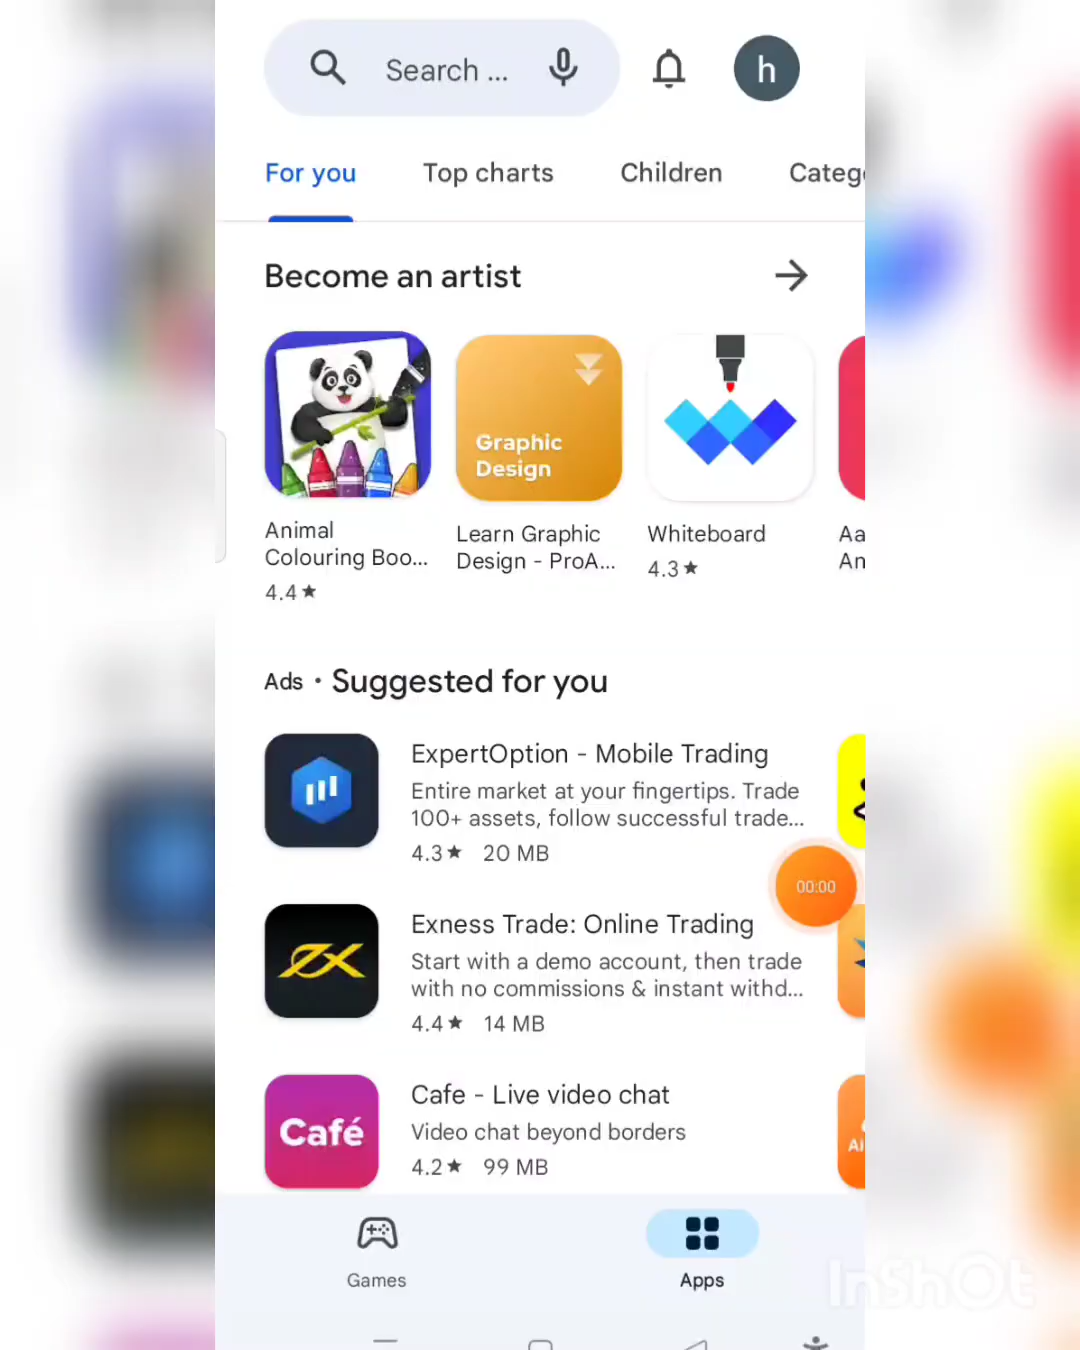 Search ...
h
For you
Top charts
Children
Categ
Become an artist
Graphic
Design
Animal
Colouring Boo...
4.4★
Learn Graphic
Design - ProA...
Whiteboard
4.3★
Aa
An
Ads • Suggested for you
ExpertOption - Mobile Trading
Entire market at your fingertips. Trade
100+ assets, follow successful trade...
4.3★ 20 MB
00:00
Exness Trade: Online Trading
Start with a demo account, then trade
with no commissions & instant withd...
4.4★ 14 MB
Café
Cafe - Live video chat
Video chat beyond borders
4.2★ 99 MB
AI
Games
Apps
InShOt